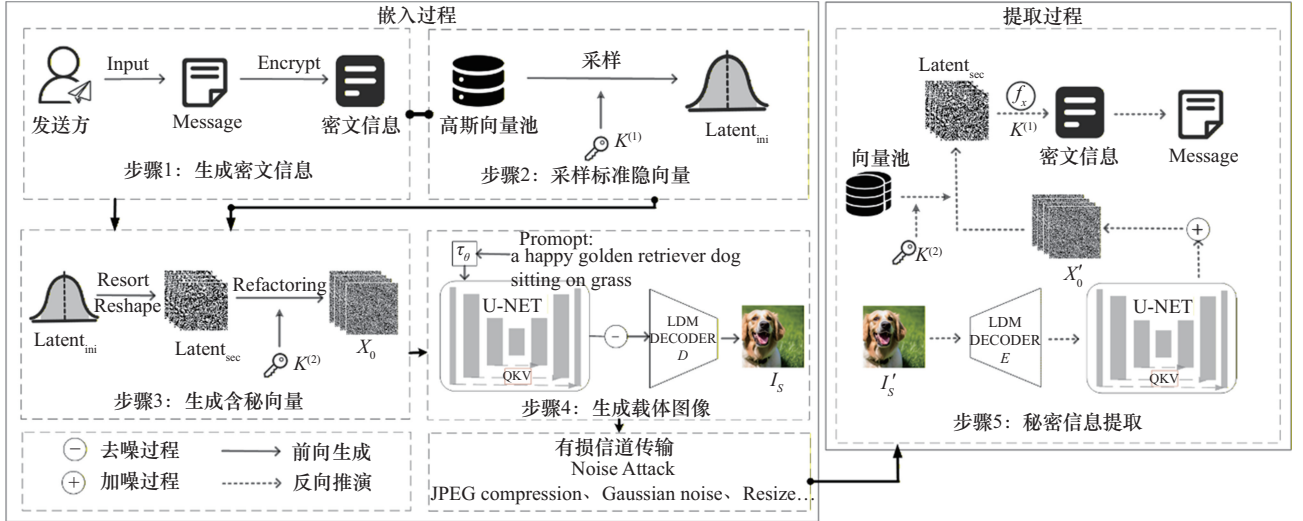 嵌入过程
Input
Encrypt
发送方
Message
密文信息
步骤1：生成密文信息
采样
高斯向量池
K(1)
Latentini
步骤2：采样标准隐向量
Resort
Reshape
Refactoring
Latentini
Latentsec
K(2)
X0
步骤3：生成含秘向量
τθ
Promopt:
a happy golden retriever dog
sitting on grass
U-NET
QKV
−
LDM
DECODER
D
IS
步骤4：生成载体图像
− 去噪过程
前向生成
+ 加噪过程
反向推演
有损信道传输
Noise Attack
JPEG compression、Gaussian noise、Resize…
提取过程
Latentsec
fx
K(1)
密文信息
Message
向量池
K(2)
X′0
+
I′S
LDM
DECODER
E
U-NET
QKV
步骤5：秘密信息提取